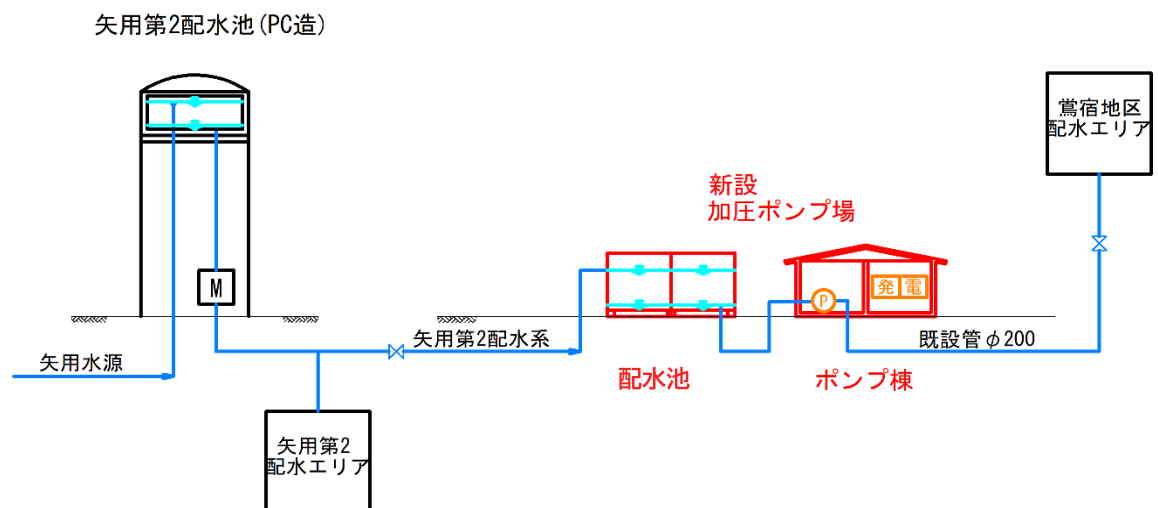 矢用第2配水池(PC造)
鴬宿地区
配水エリア
新設
加圧ポンプ場
M
P
発電
矢用水源
矢用第2配水系
既設管φ200
配水池
ポンプ棟
矢用第2
配水エリア